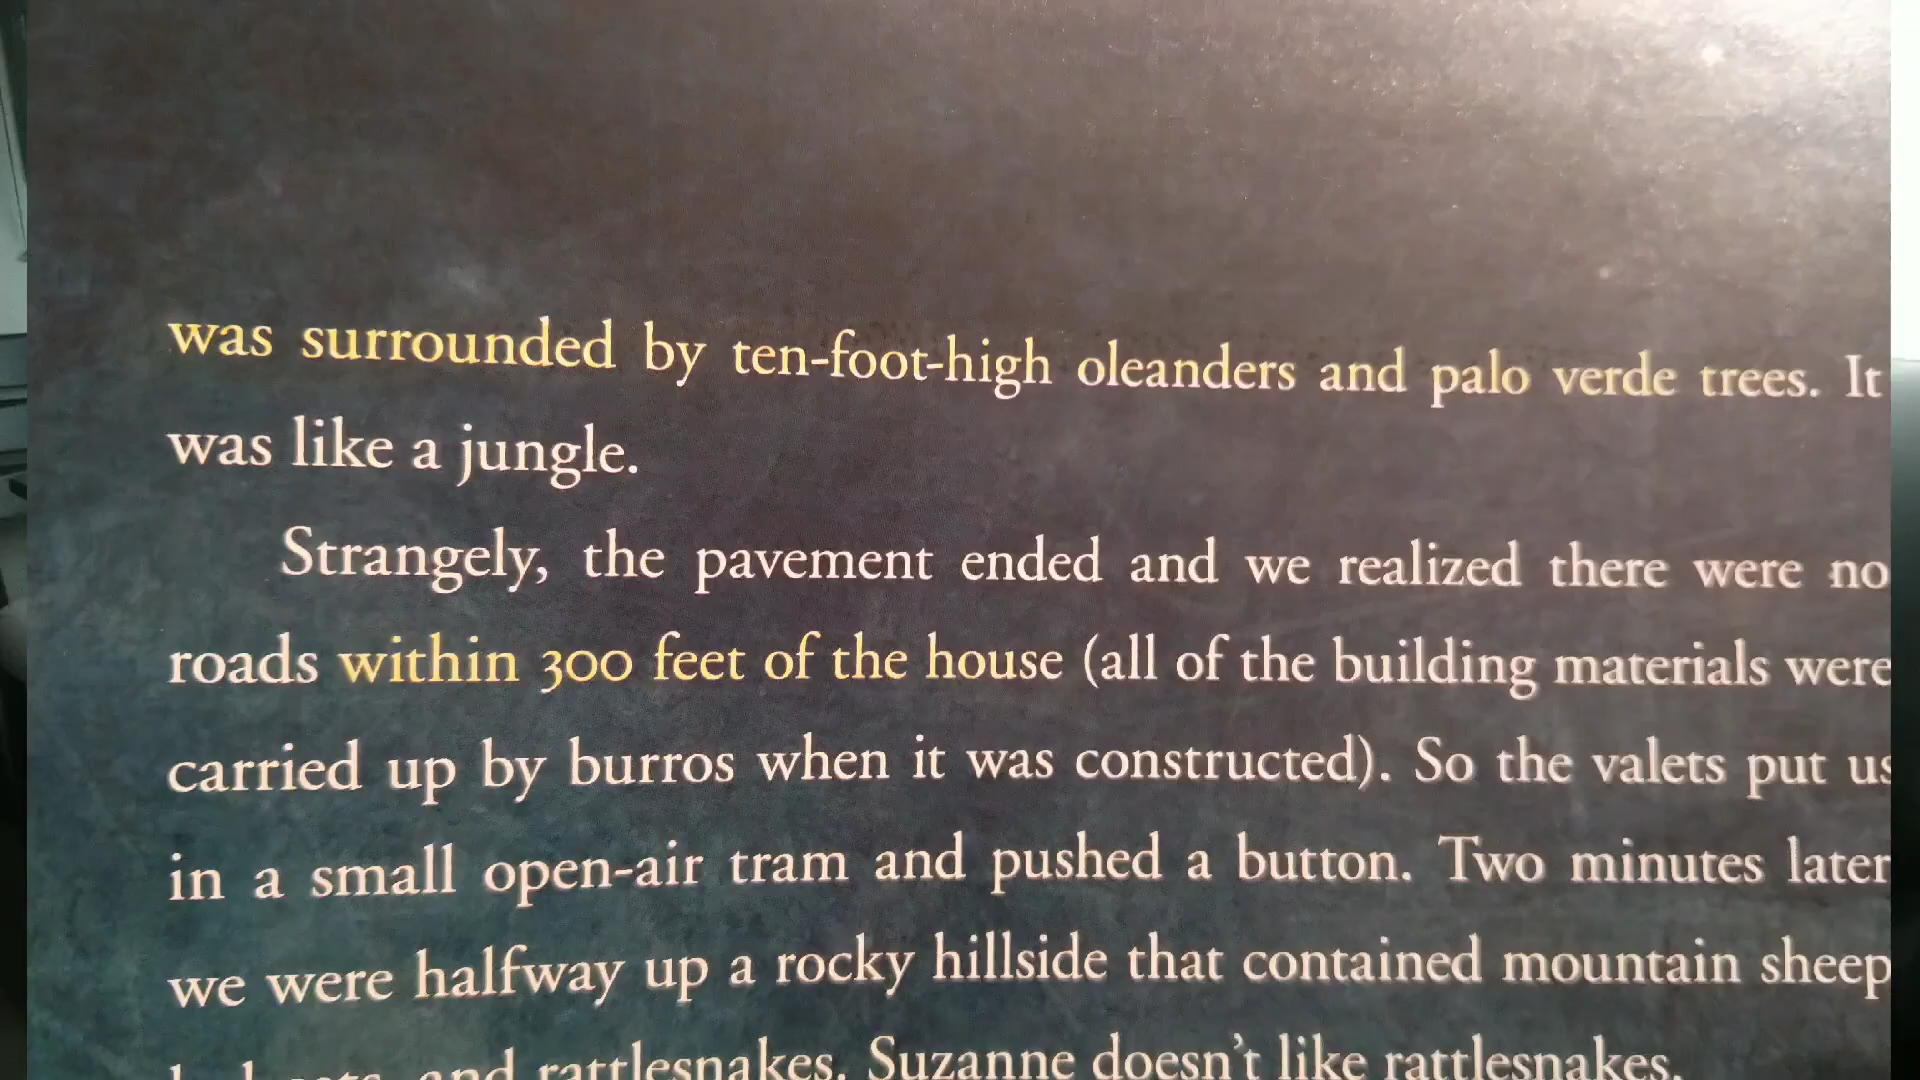 was surrounded by ten-foot-high oleanders and palo verde trees. It
was like a jungle.
Strangely, the pavement ended and we realized there were no
roads within 300 feet of the house (all of the building materials were
carried up by burros when it was constructed). So the valets put us
in a small open-air tram and pushed a button. Two minutes later
we were halfway up a rocky hillside that contained mountain sheep
and rattlesnakes. Suzanne doesn't like rattlesnakes.